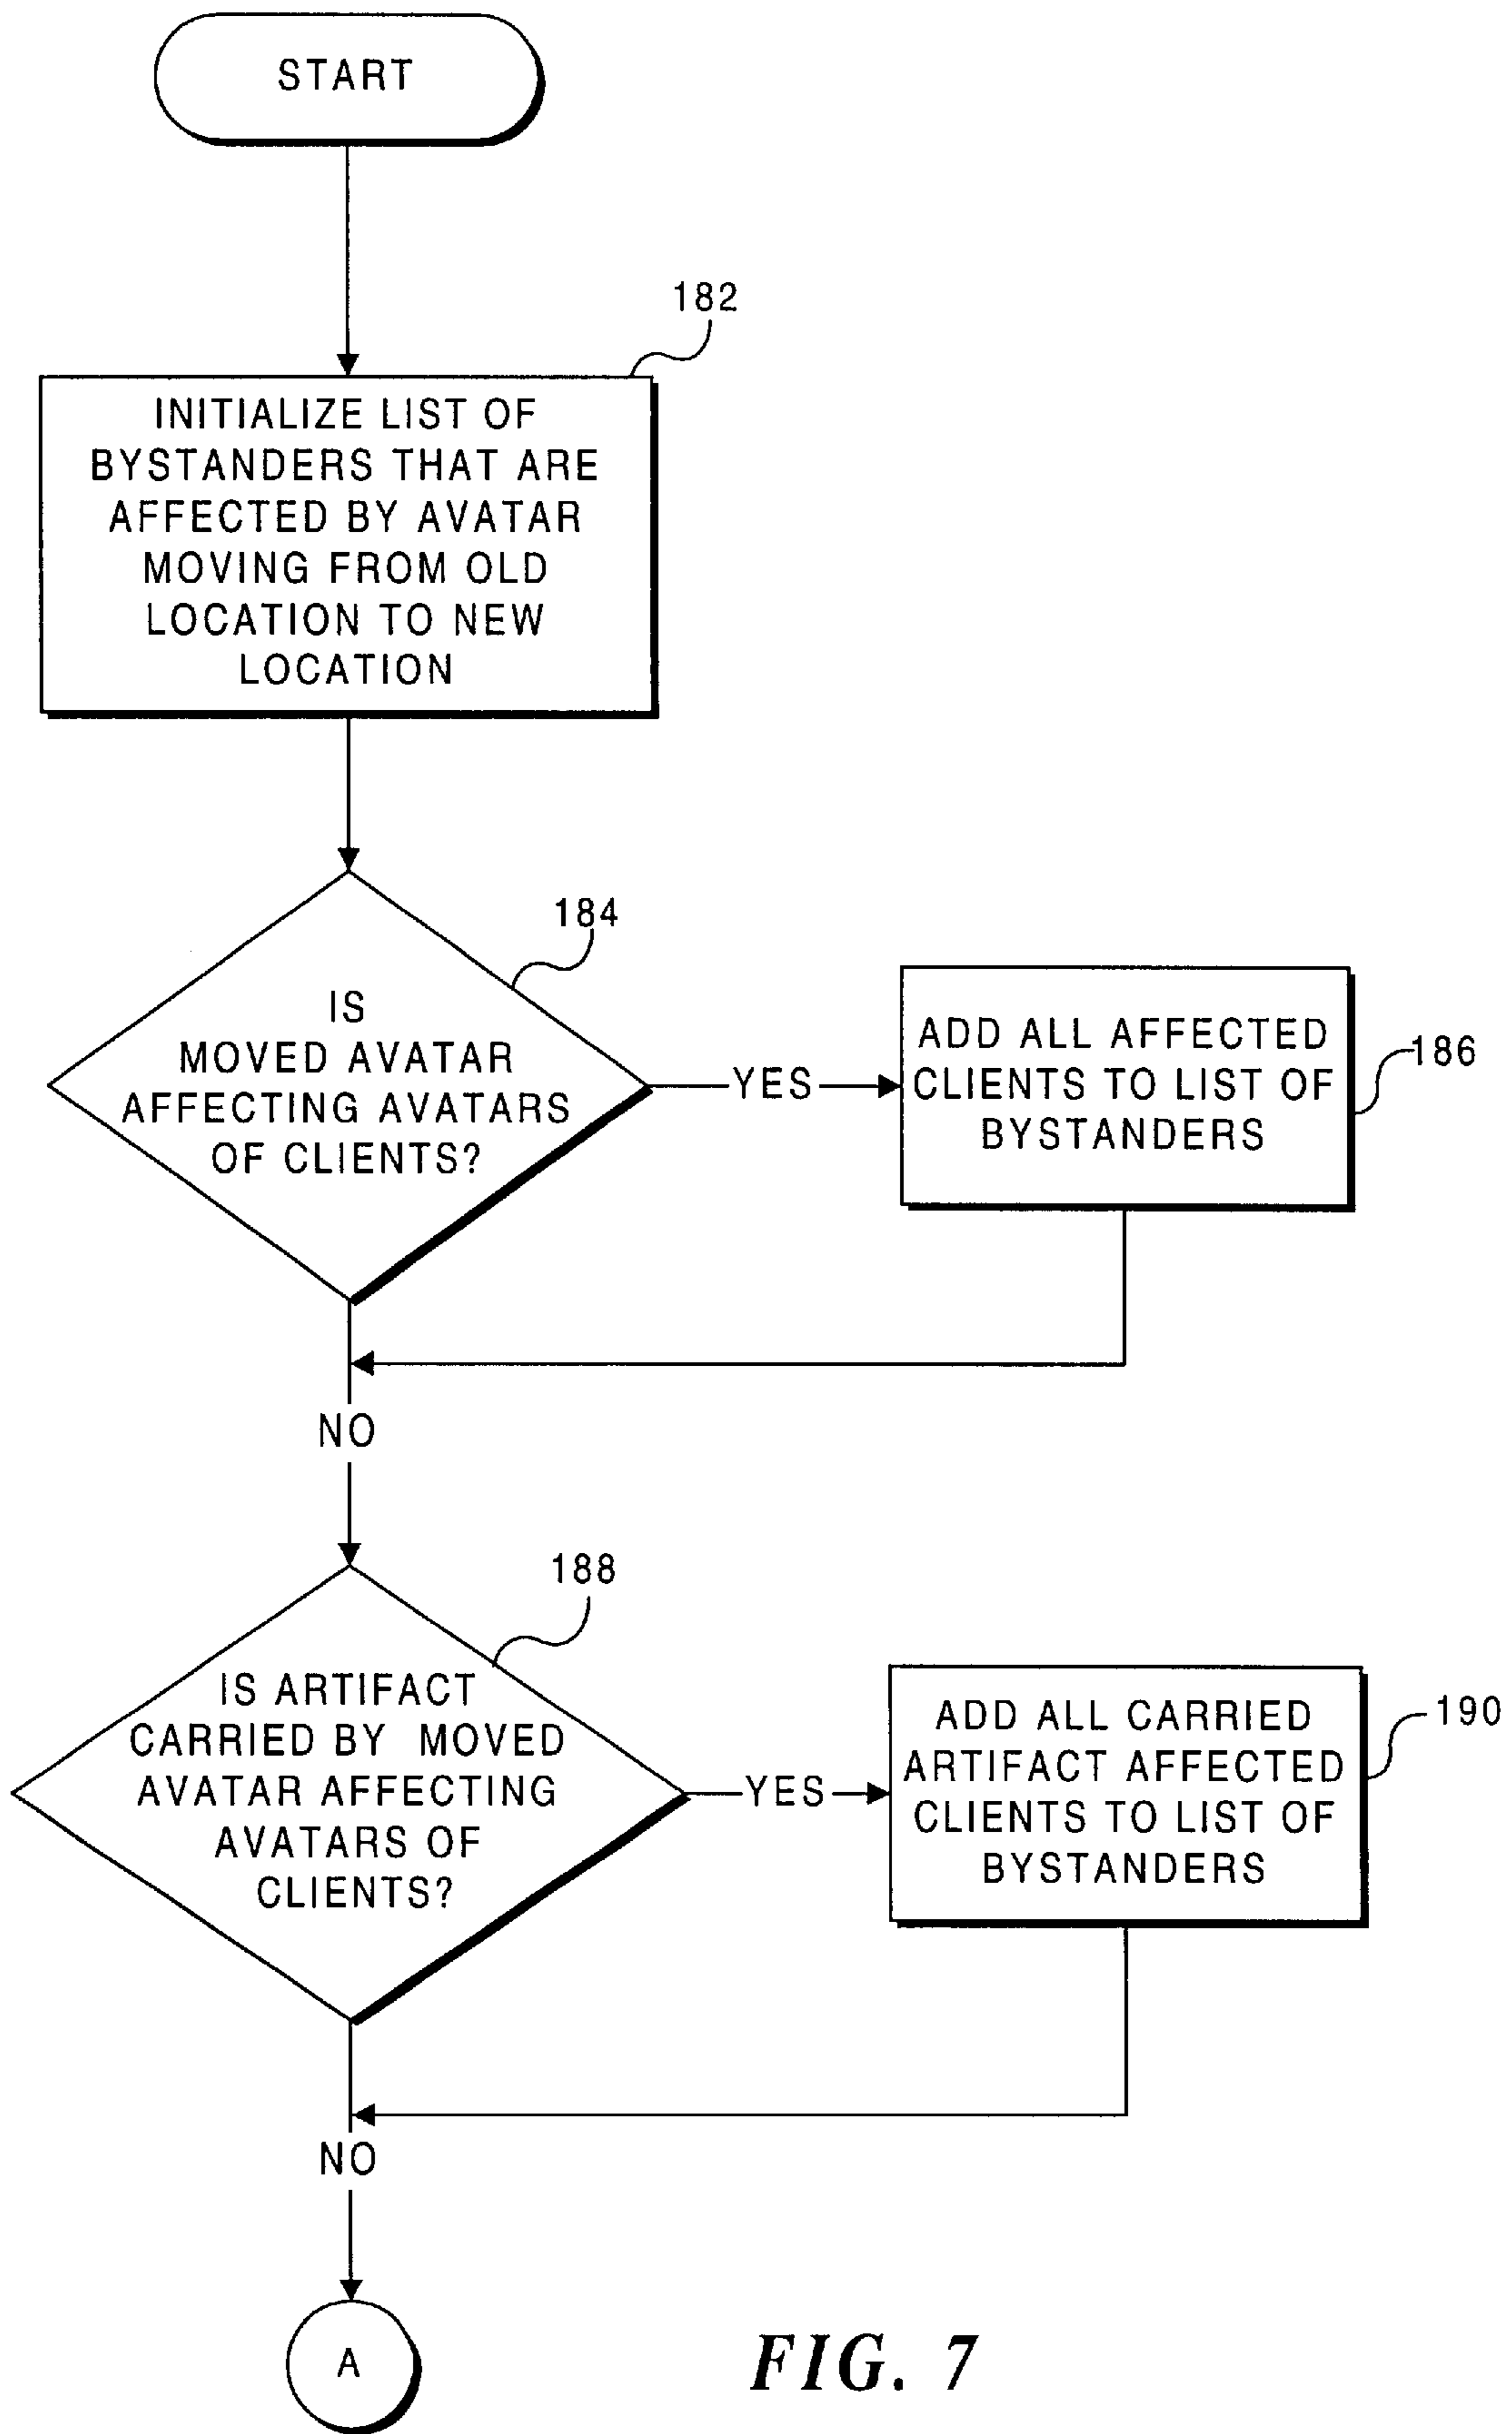 START
182
INITIALIZE LIST OF
BYSTANDERS THAT ARE
AFFECTED BY AVATAR
MOVING FROM OLD
LOCATION TO NEW
LOCATION
184
IS
MOVED AVATAR
AFFECTING AVATARS
OF CLIENTS?
YES
ADD ALL AFFECTED
CLIENTS TO LIST OF
BYSTANDERS
186
NO
188
IS ARTIFACT
CARRIED BY MOVED
AVATAR AFFECTING
AVATARS OF
CLIENTS?
YES
ADD ALL CARRIED
ARTIFACT AFFECTED
CLIENTS TO LIST OF
BYSTANDERS
190
NO
A
FIG. 7